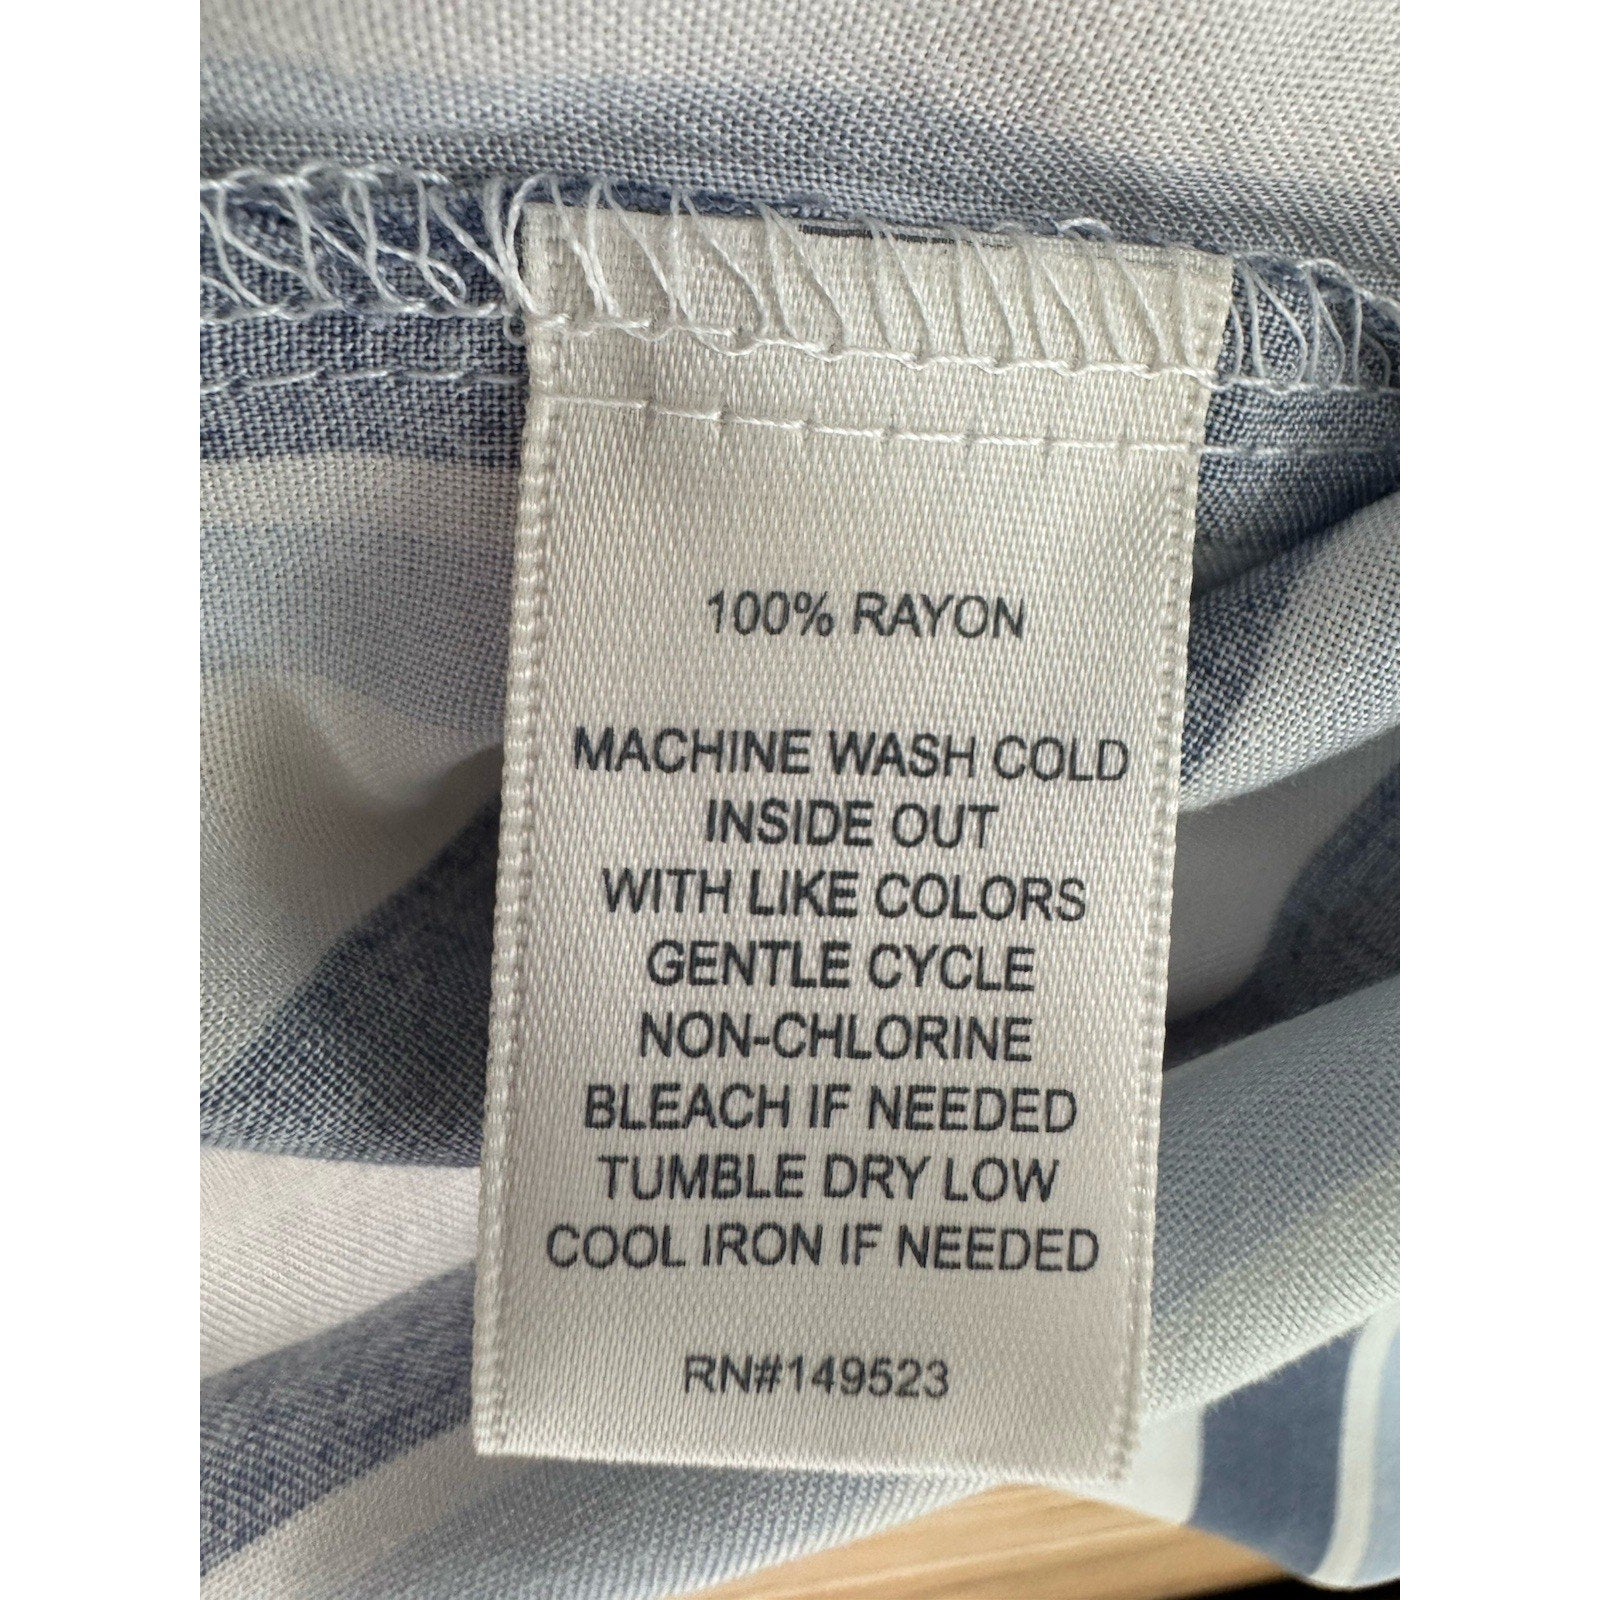 100% RAYON
MACHINE WASH COLD
INSIDE OUT
WITH LIKE COLORS
GENTLE CYCLE
NON-CHLORINE
BLEACH IF NEEDED
TUMBLE DRY LOW
COOL IRON IF NEEDED
RN#149523